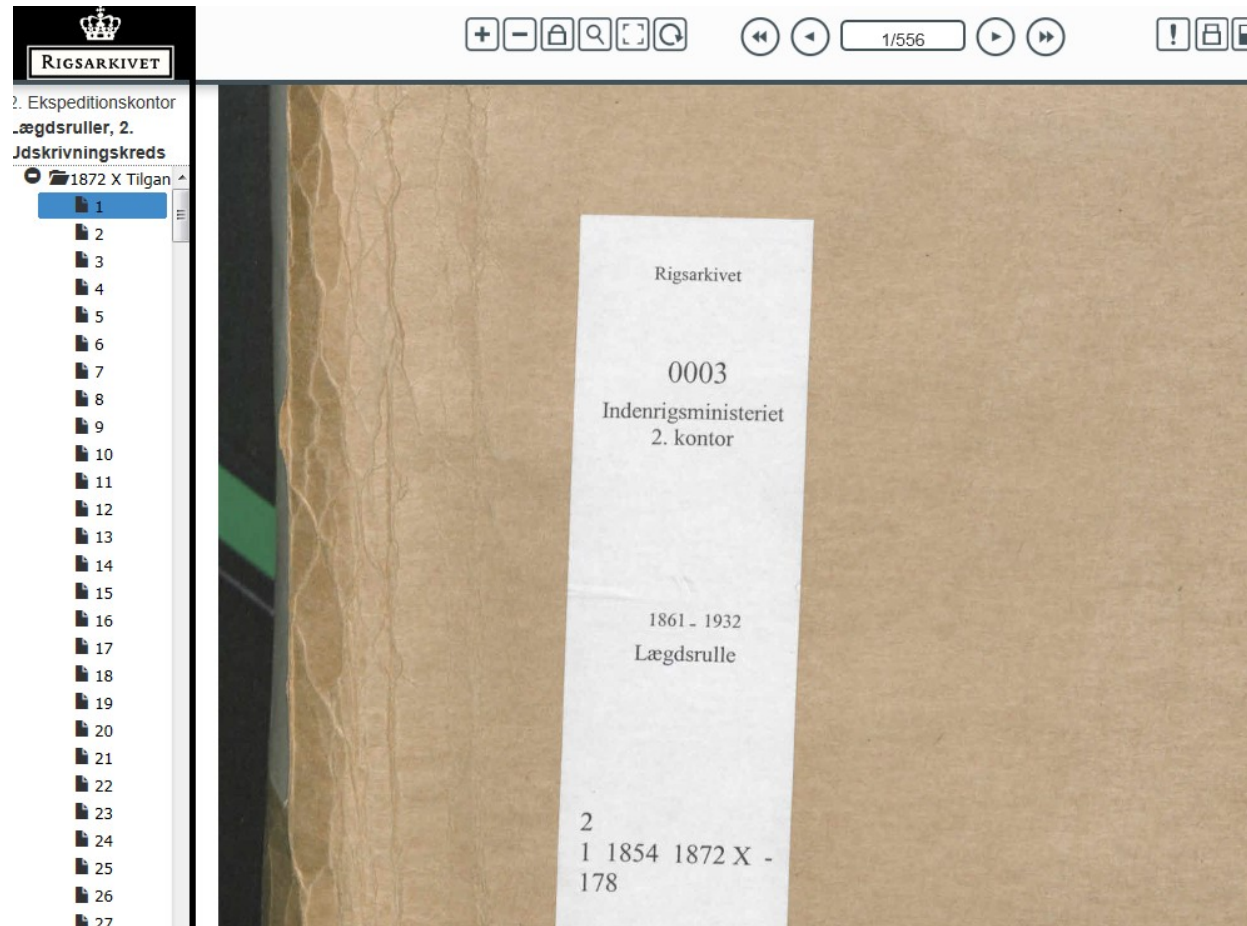 RIGSARKIVET
1/556
2. Ekspeditionskontor
Lægdsruller, 2.
Udskrivningskreds
1872 X Tilgan
1
2
3
4
5
6
7
8
9
10
11
12
13
14
15
16
17
18
19
20
21
22
23
24
25
26
27
Rigsarkivet
0003
Indenrigsministeriet
2. kontor
1861 - 1932
Lægdsrulle
2
1 1854 1872 X -
178